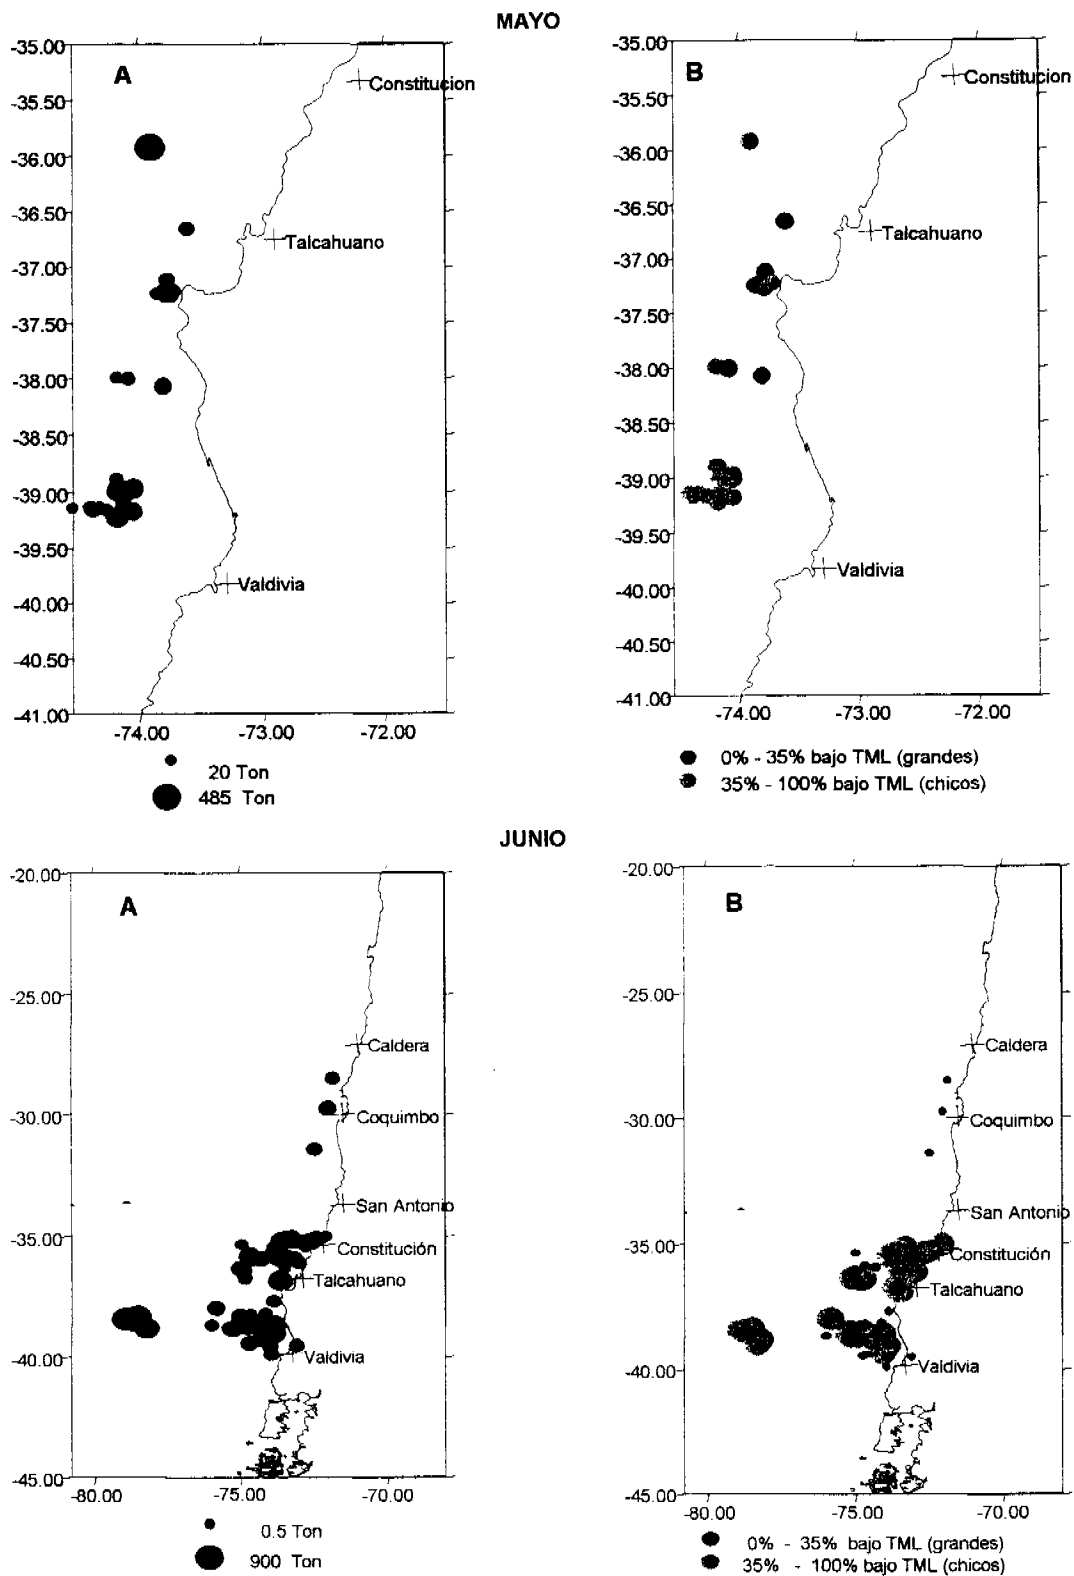 MAYO
A
-35.00
-35.50
-36.00
-36.50
-37.00
-37.50
-38.00
-38.50
-39.00
-39.50
-40.00
-40.50
-41.00
Constitucion
Talcahuano
Valdivia
-74.00 -73.00 -72.00
20 Ton
485 Ton
B
-35.00
-35.50
-36.00
-36.50
-37.00
-37.50
-38.00
-38.50
-39.00
-39.50
-40.00
-40.50
-41.00
Constitucion
Talcahuano
Valdivia
-74.00 -73.00 -72.00
0% - 35% bajo TML (grandes)
35% - 100% bajo TML (chicos)
JUNIO
A
-20.00
-25.00
-30.00
-35.00
-40.00
-45.00
Caldera
Coquimbo
San Antonio
Constitución
Talcahuano
Valdivia
-80.00 -75.00 -70.00
0.5 Ton
900 Ton
B
-20.00
-25.00
-30.00
-35.00
-40.00
-45.00
Caldera
Coquimbo
San Antonio
Constitución
Talcahuano
Valdivia
-80.00 -75.00 -70.00
0% - 35% bajo TML (grandes)
35% - 100% bajo TML (chicos)